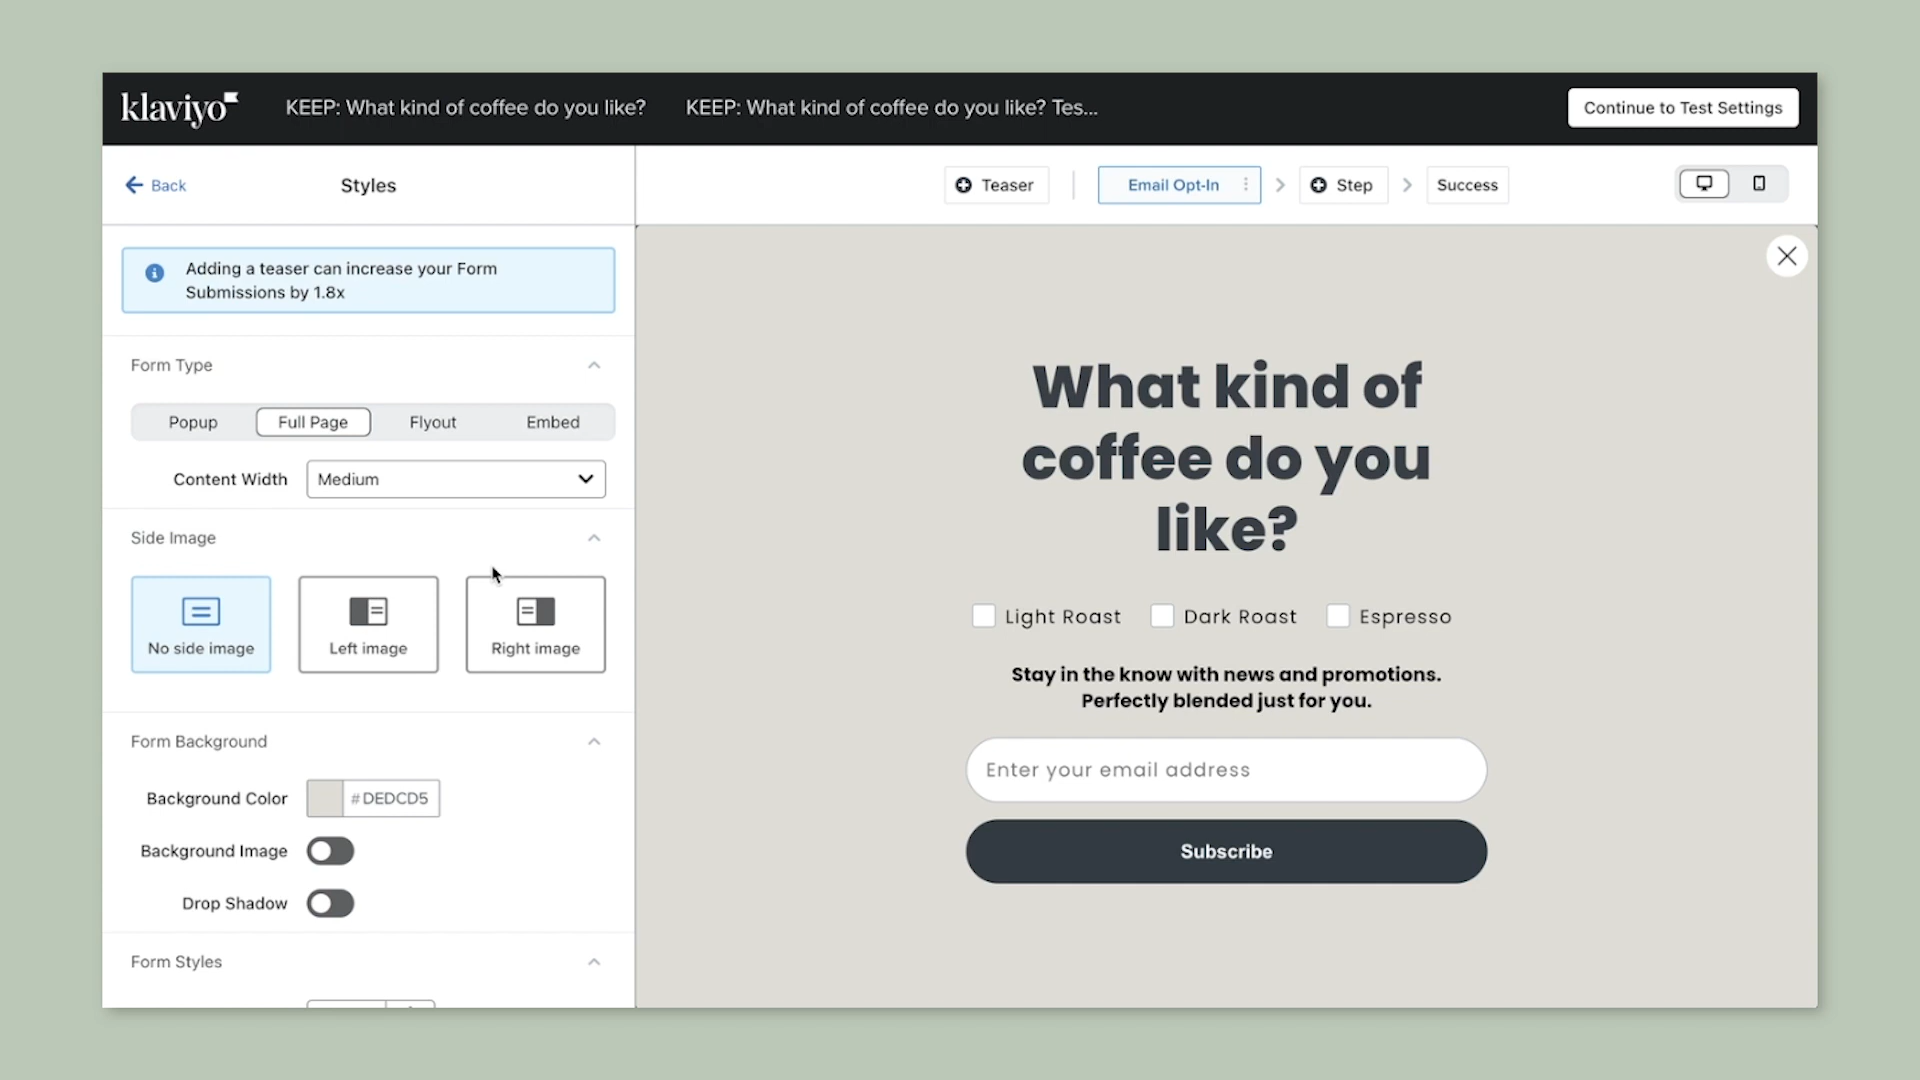 klaviyo
KEEP: What kind of coffee do you like?
KEEP: What kind of coffee do you like? Tes...
Continue to Test Settings
Back
Styles
Teaser
Email Opt-In
Step
Success
Adding a teaser can increase your Form
Submissions by 1.8x
Form Type
Popup
Full Page
Flyout
Embed
Content Width
Medium
Side Image
No side image
Left image
Right image
Form Background
Background Color
#DEDCD5
Background Image
Drop Shadow
Form Styles
What kind of
coffee do you
like?
Light Roast
Dark Roast
Espresso
Stay in the know with news and promotions.
Perfectly blended just for you.
Enter your email address
Subscribe